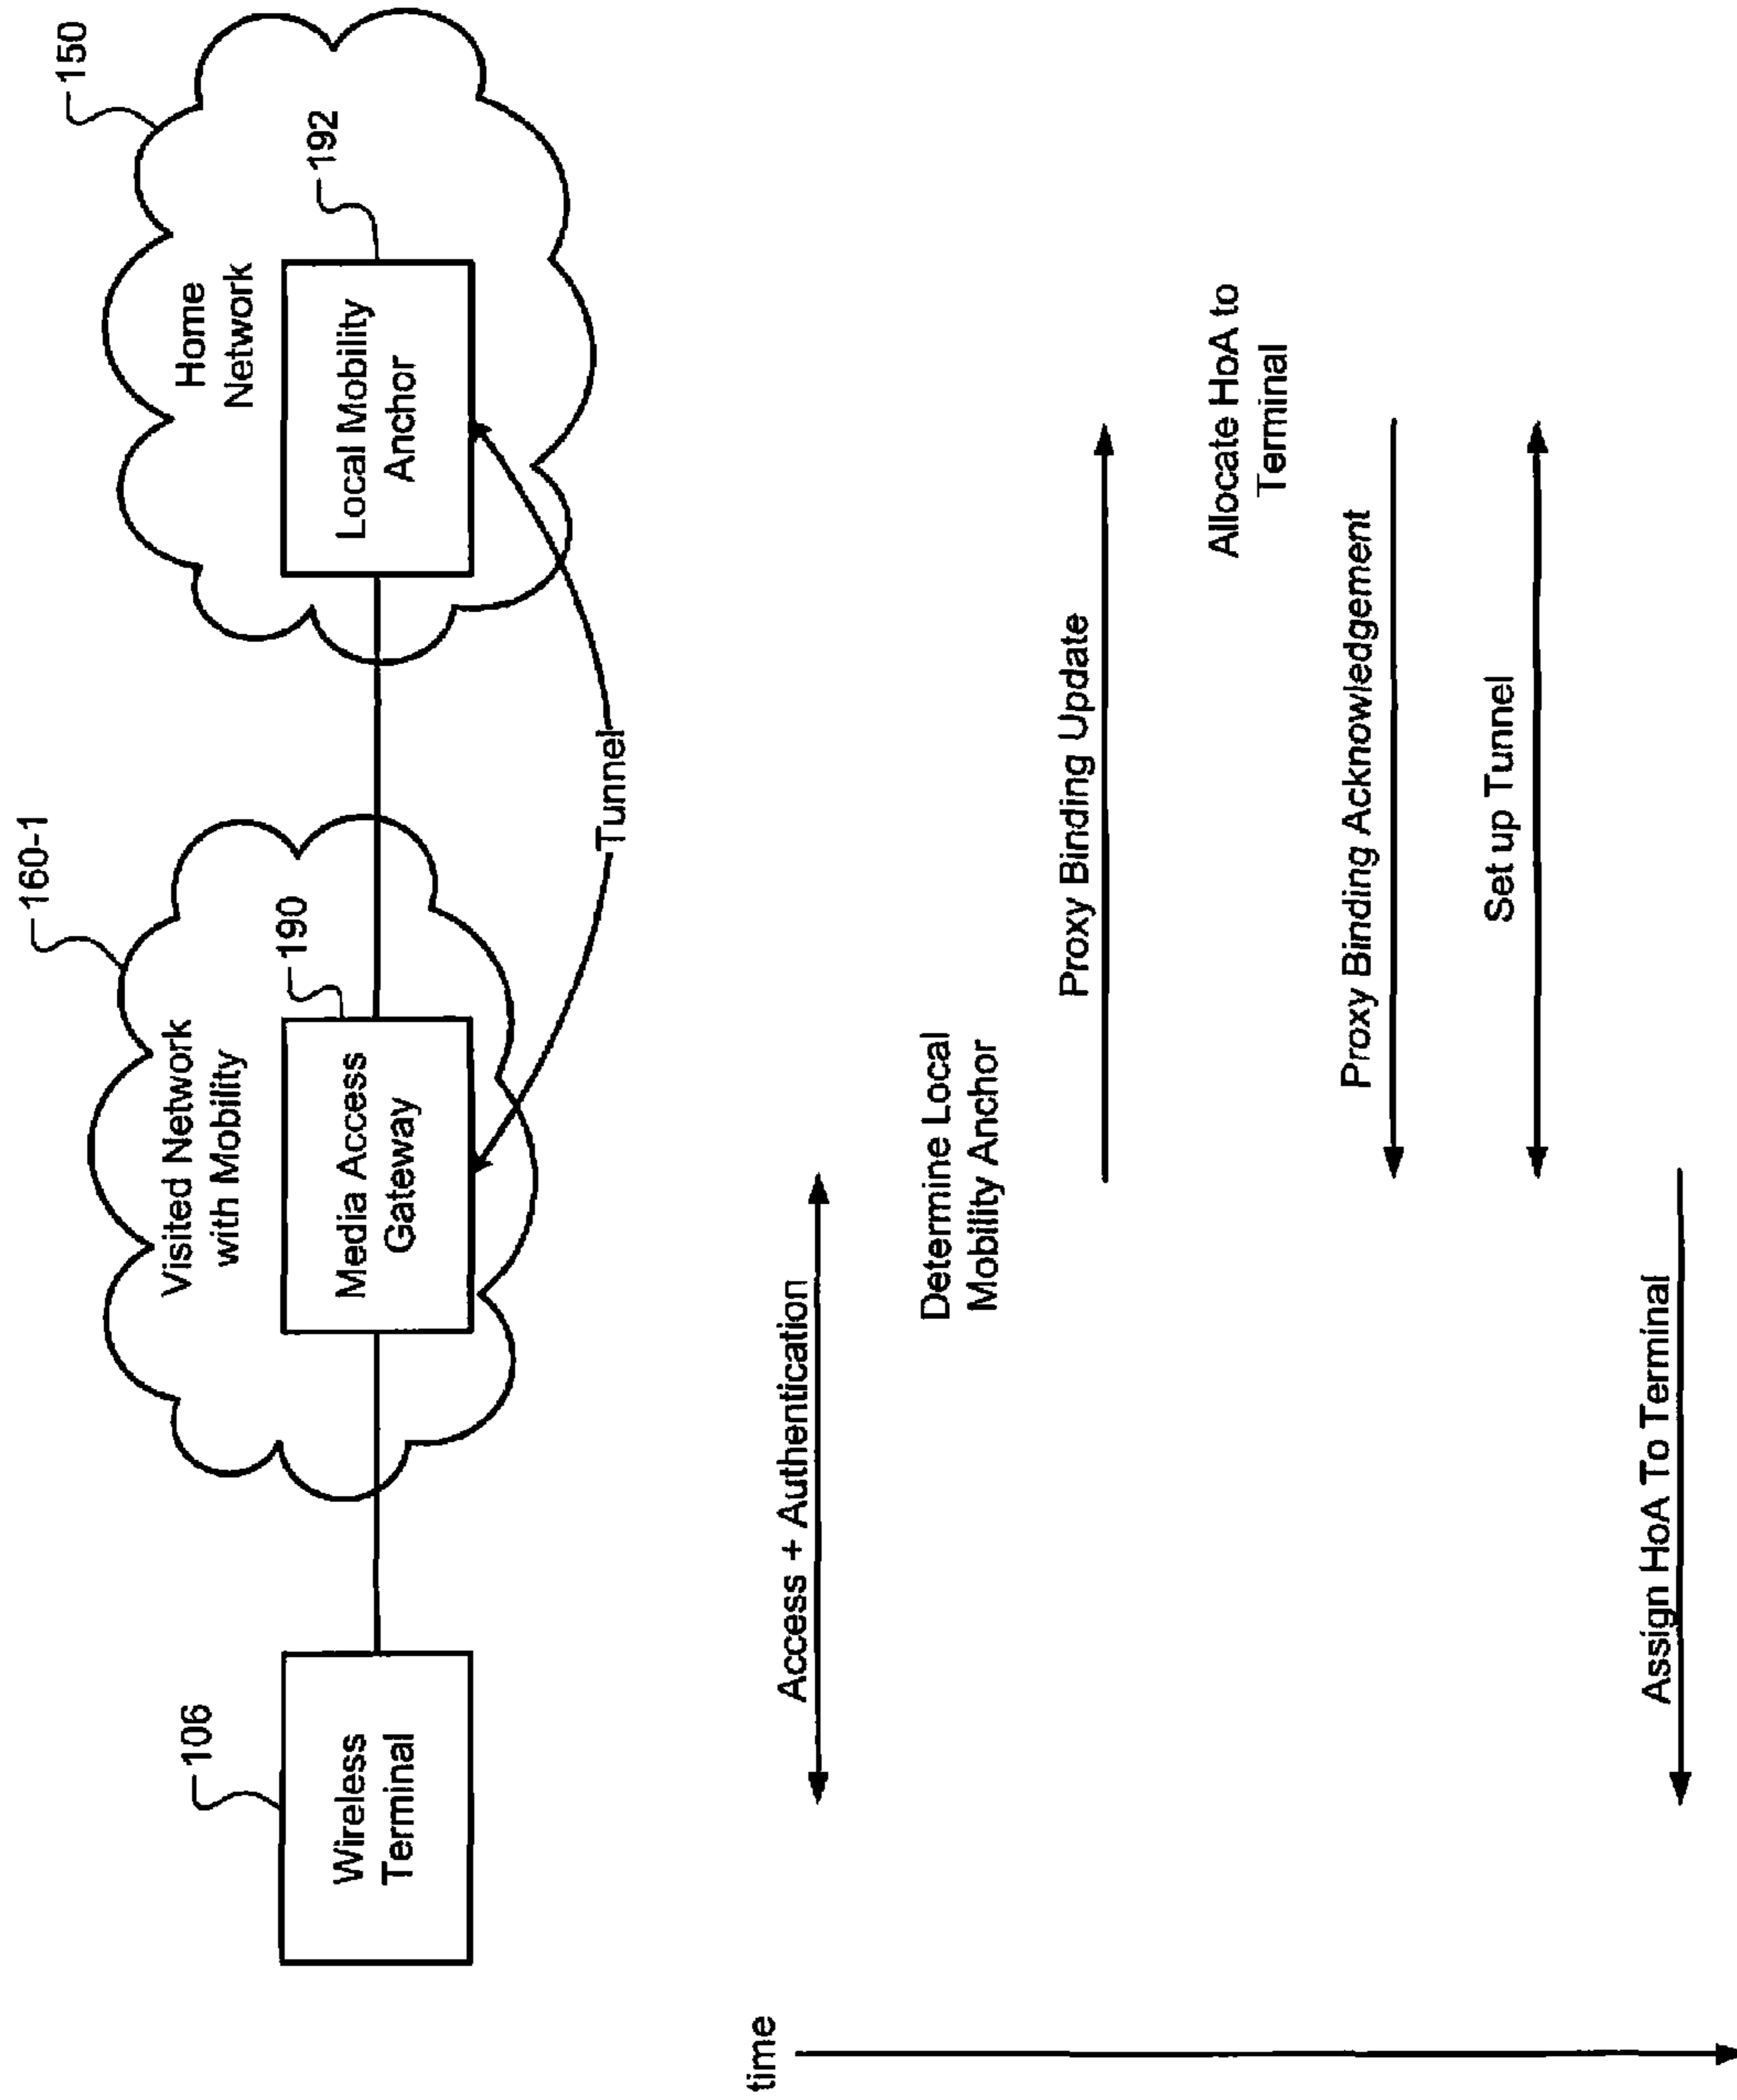 160-1
150
Visited Network
with Mobility
Home
Network
106
190
192
Wireless
Terminal
Media Access
Gateway
Local Mobility
Anchor
Tunnel
time
Access + Authentication
Determine Local
Mobility Anchor
Proxy Binding Update
Allocate HoA to
Terminal
Proxy Binding Acknowledgement
Set up Tunnel
Assign HoA To Terminal